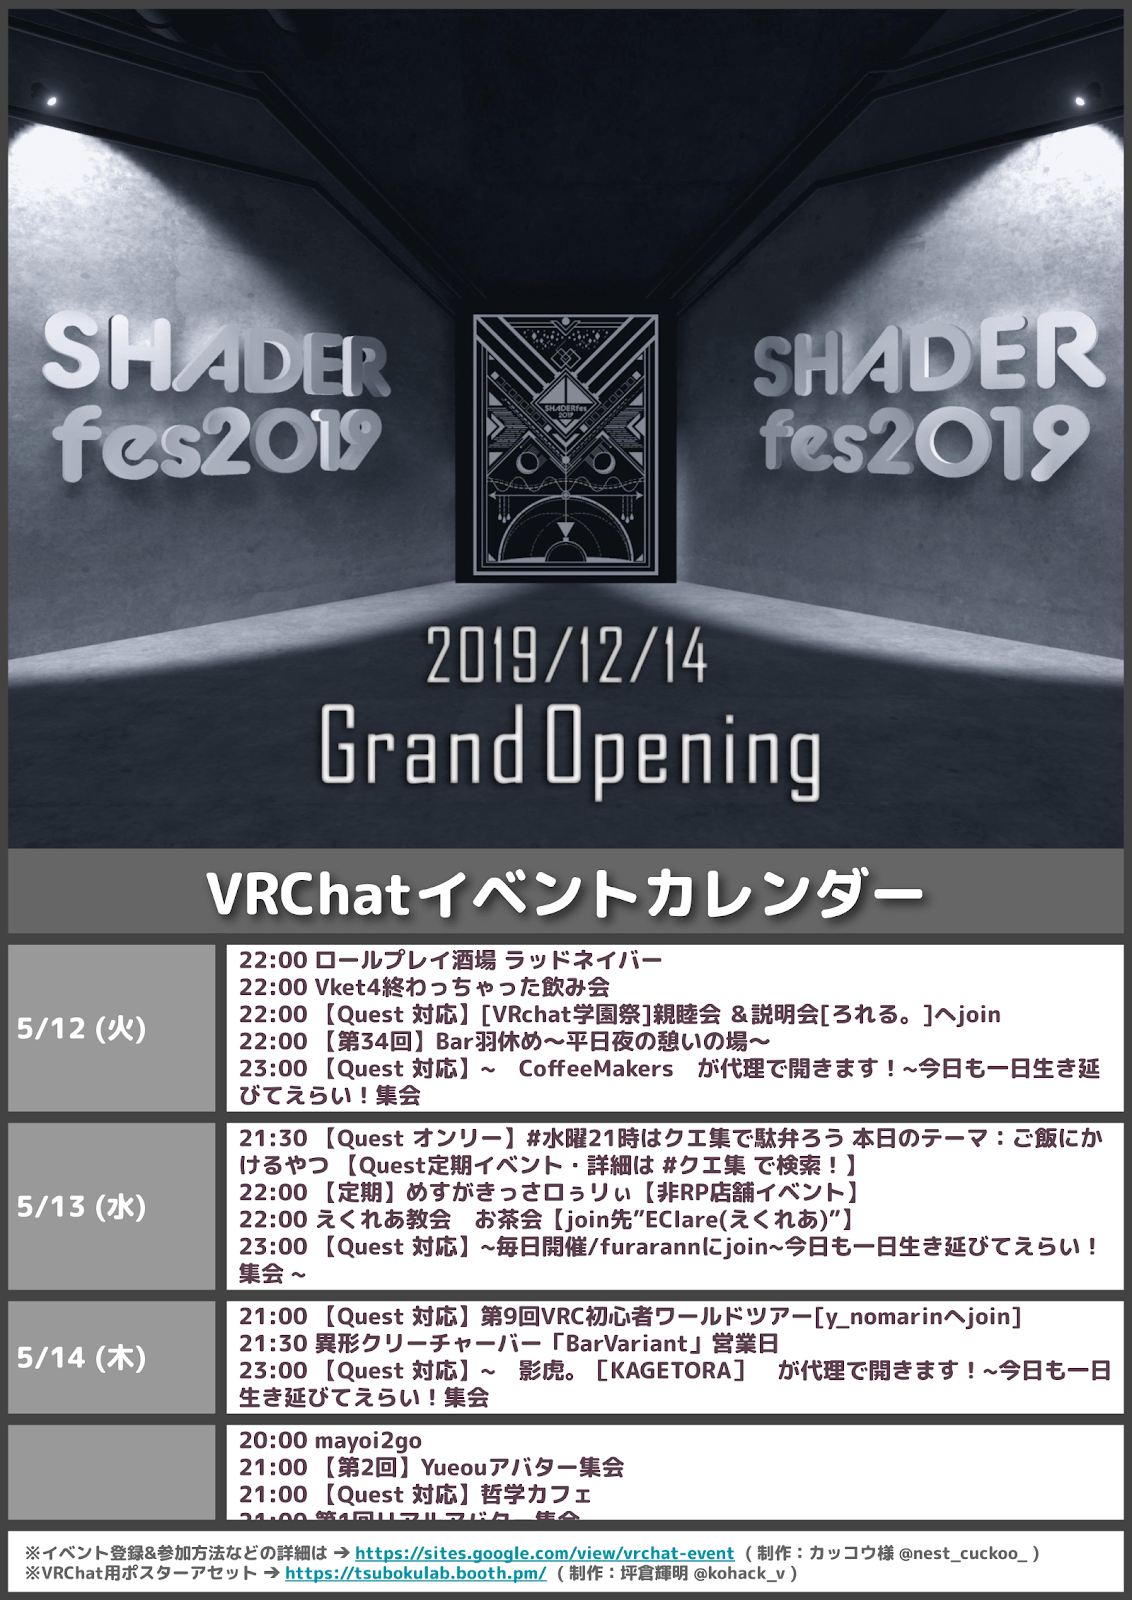 SHADER
fes2019
SHADER
fes2019
SHADERfes
2019
2019/12/14
Grand Opening
VRChatイベントカレンダー
5/12 (火)
22:00 ロールプレイ酒場 ラッドネイバー
22:00 Vket4終わっちゃった飲み会
22:00 【Quest 対応】[VRchat学園祭]親睦会 ＆説明会[ろれる。]へjoin
22:00 【第34回】Bar羽休め～平日夜の憩いの場～
23:00 【Quest 対応】~　CoffeeMakers　が代理で開きます！~今日も一日生き延
びてえらい！集会
5/13 (水)
21:30 【Quest オンリー】#水曜21時はクエ集で駄弁ろう 本日のテーマ：ご飯にか
けるやつ 【Quest定期イベント・詳細は #クエ集 で検索！】
22:00 【定期】めすがきっさロぅリぃ【非RP店舗イベント】
22:00 えくれあ教会　お茶会【join先”EClare(えくれあ)”】
23:00 【Quest 対応】~毎日開催/furarannにjoin~今日も一日生き延びてえらい！
集会 ~
5/14 (木)
21:00 【Quest 対応】第9回VRC初心者ワールドツアー[y_nomarinへjoin]
21:30 異形クリーチャーバー「BarVariant」営業日
23:00 【Quest 対応】~　影虎。［KAGETORA］　が代理で開きます！~今日も一日
生き延びてえらい！集会
20:00 mayoi2go
21:00 【第2回】Yueouアバター集会
21:00 【Quest 対応】哲学カフェ
21:00 第1回リアルアバター集会
※イベント登録&参加方法などの詳細は → https://sites.google.com/view/vrchat-event （制作：カッコウ様 @nest_cuckoo_）
※VRChat用ポスターアセット → https://tsubokulab.booth.pm/ （制作：坪倉輝明 @kohack_v）